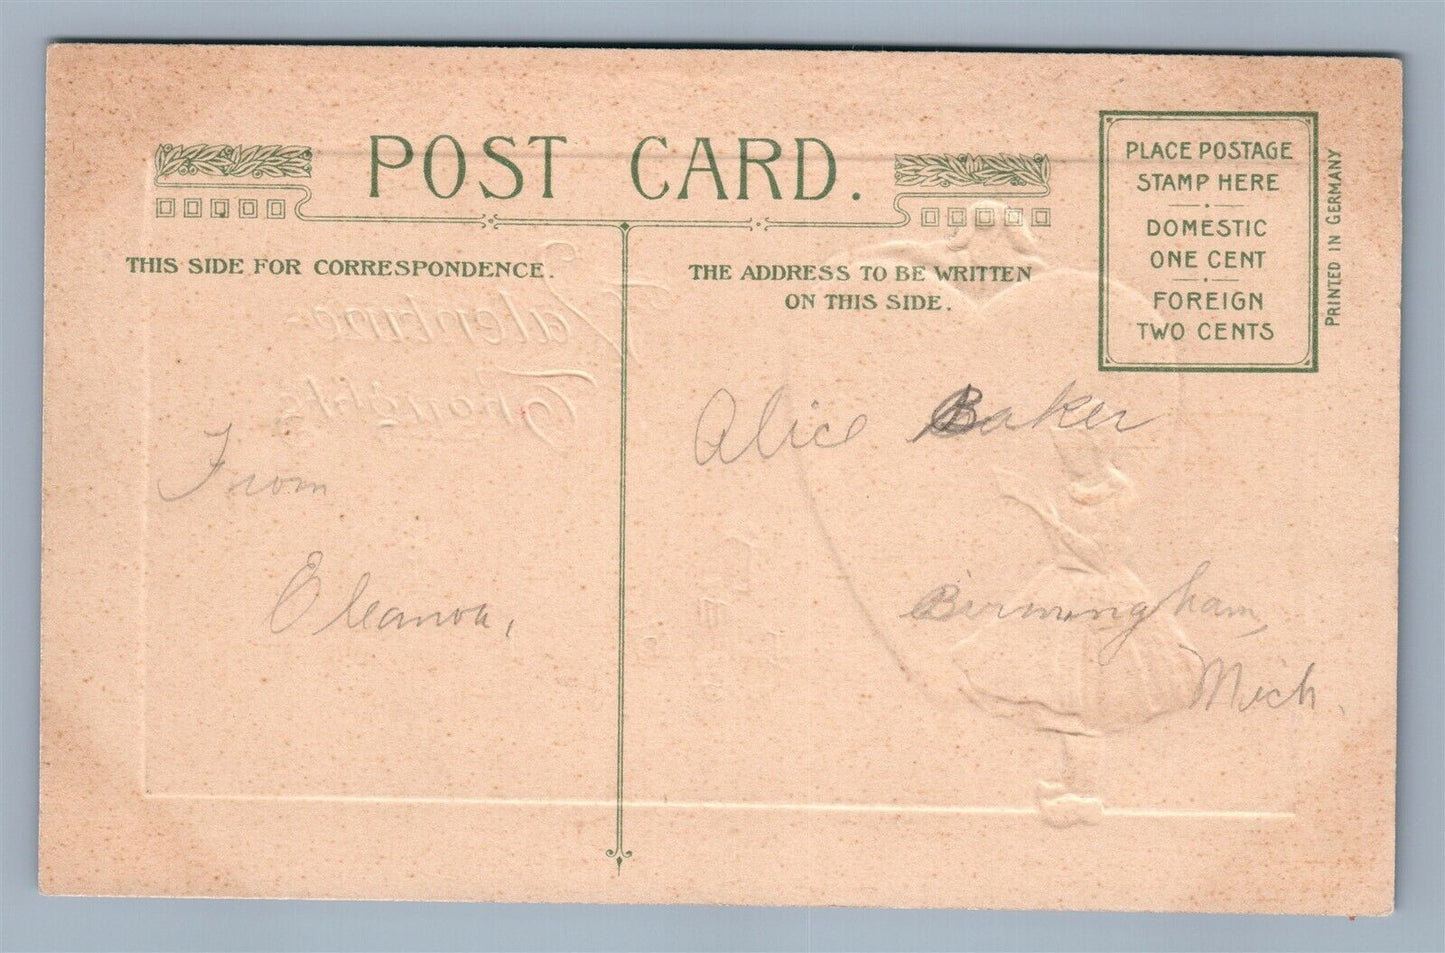 POST CARD.
THIS SIDE FOR CORRESPONDENCE.
THE ADDRESS TO BE WRITTEN
ON THIS SIDE.
PLACE POSTAGE
STAMP HERE
DOMESTIC
ONE CENT
FOREIGN
TWO CENTS
PRINTED IN GERMANY
Valentine
Thoughts
From
Eleanor,
Alice Baker
Birmingham,
Mich.